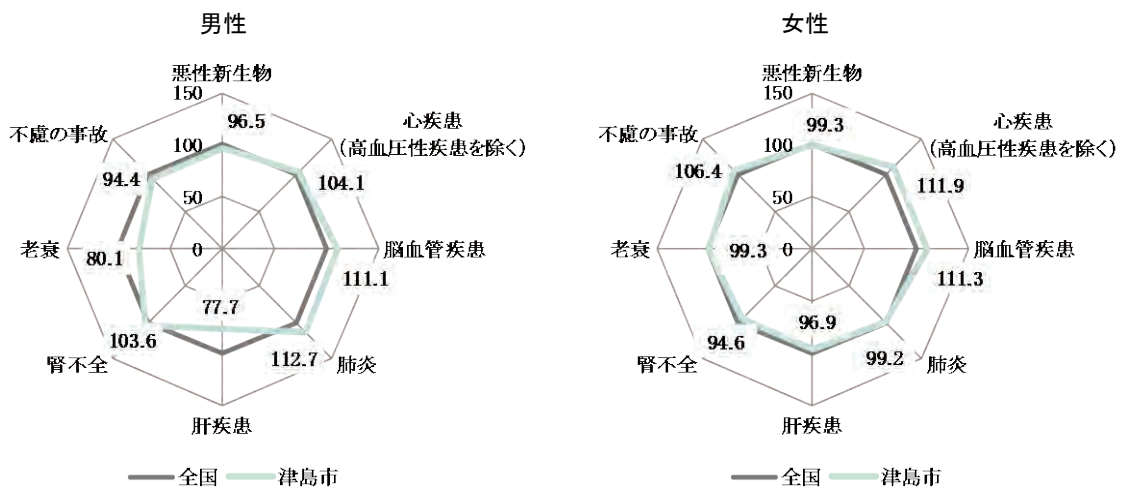 男性
悪性新生物
150
96.5
心疾患
(高血圧性疾患を除く)
不慮の事故
100
94.4
104.1
50
老衰
80.1
0
脳血管疾患
111.1
77.7
103.6
112.7
腎不全
肺炎
肝疾患
全国
津島市
女性
悪性新生物
150
99.3
心疾患
(高血圧性疾患を除く)
不慮の事故
100
106.4
111.9
50
老衰
99.3
0
脳血管疾患
111.3
96.9
94.6
99.2
腎不全
肺炎
肝疾患
全国
津島市